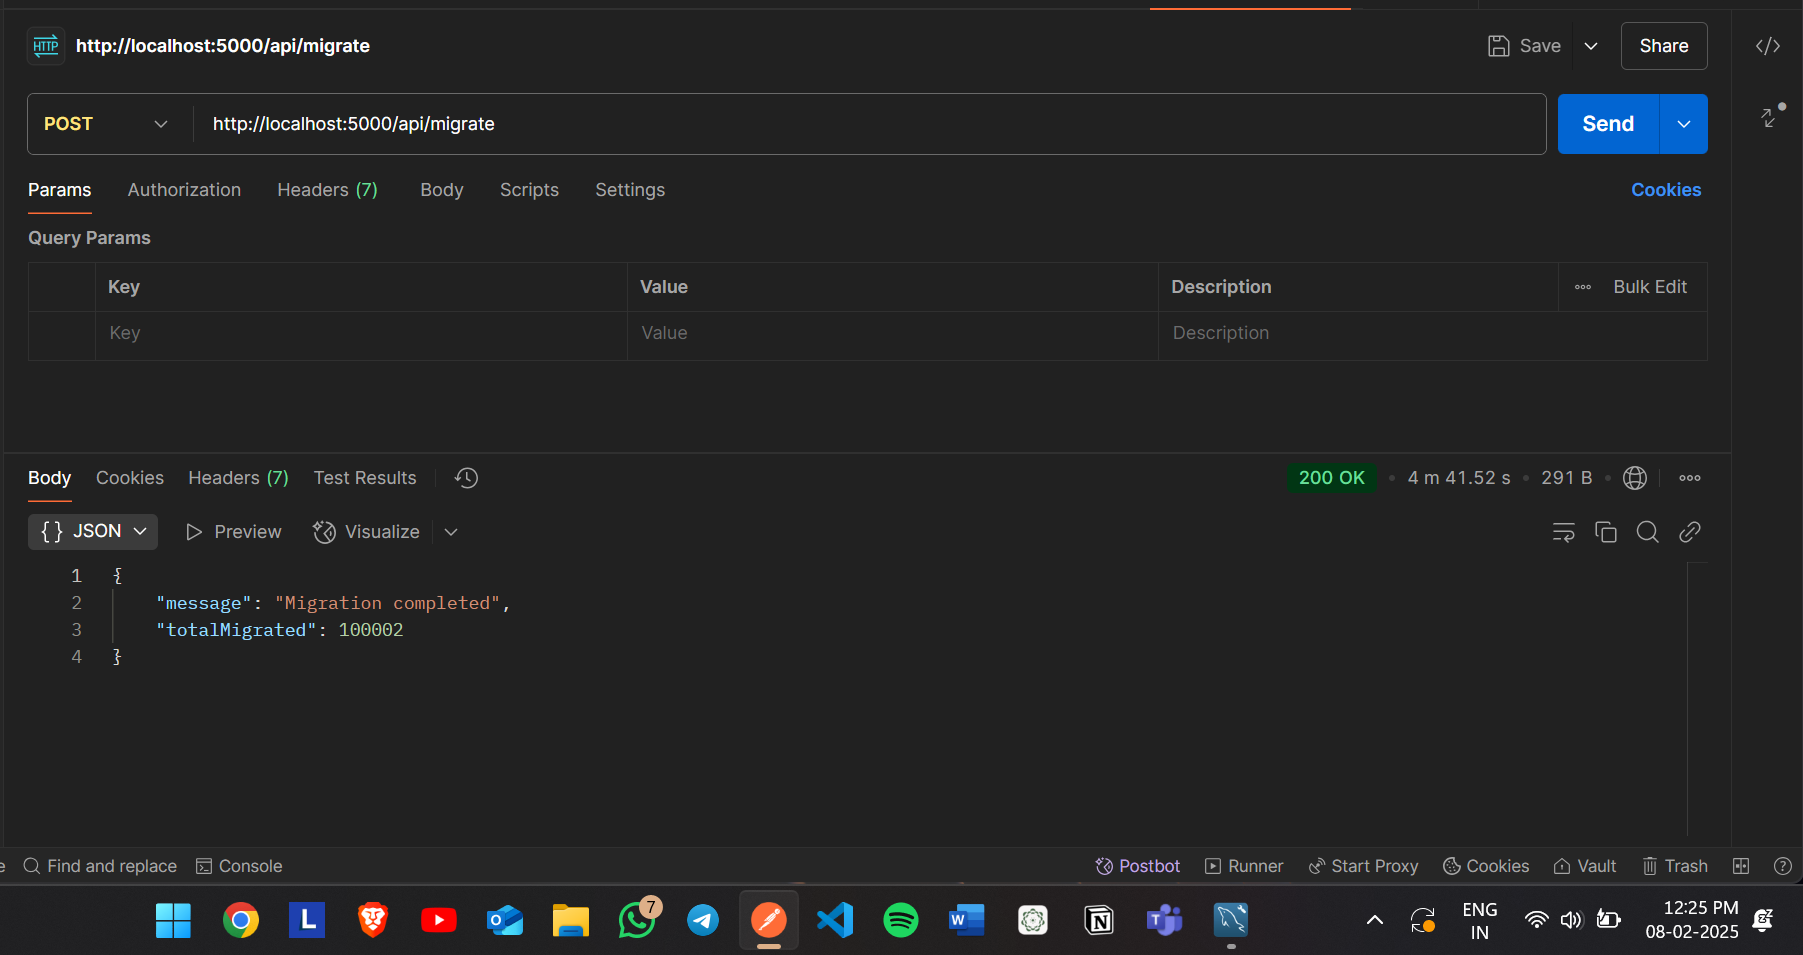 HTTP http://localhost:5000/api/migrate Save Share
POST http://localhost:5000/api/migrate Send
Params Authorization Headers (7) Body Scripts Settings Cookies
Query Params
Key Value Description Bulk Edit
Key Value Description
Body Cookies Headers (7) Test Results 200 OK • 4 m 41.52 s • 291 B •
{} JSON Preview Visualize
1 {
2 "message": "Migration completed",
3 "totalMigrated": 100002
4 }
e Find and replace Console Postbot Runner Start Proxy Cookies Vault Trash
L O 7 W N T ENG 12:25 PM
IN 08-02-2025